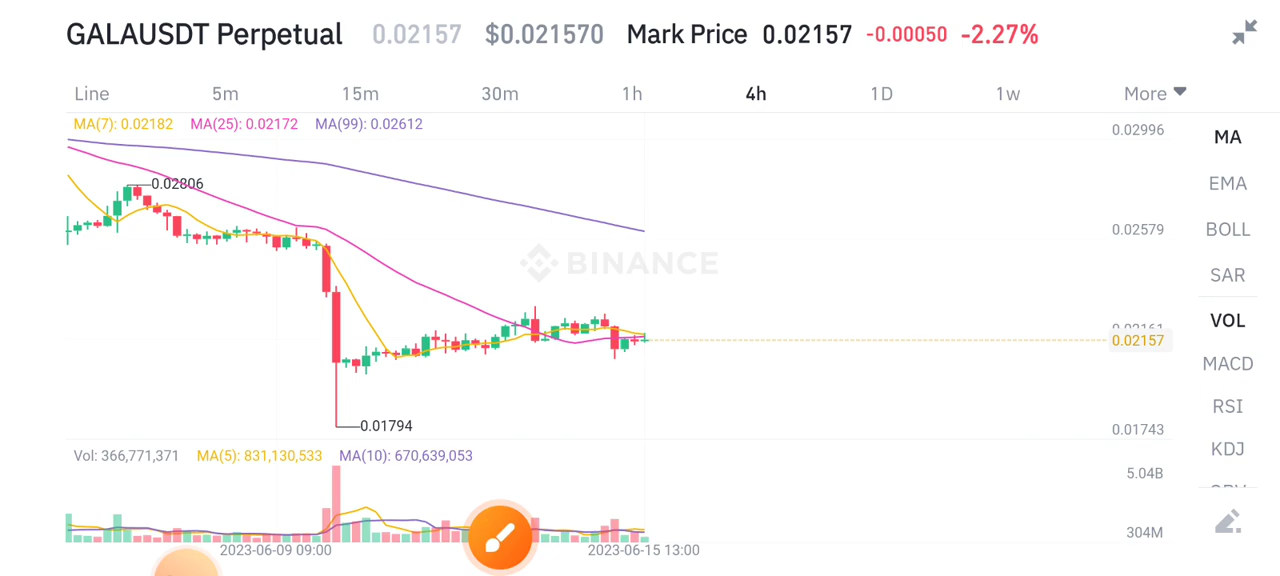 GALAUSDT Perpetual 0.02157 $0.021570 Mark Price 0.02157 -0.00050 -2.27%
Line 5m 15m 30m 1h 4h 1D 1w More
MA(7): 0.02182 MA(25): 0.02172 MA(99): 0.02612
0.02996
MA
0.02806
EMA
0.02579
BOLL
BINANCE
SAR
VOL
0.02161
0.02157
MACD
RSI
0.01794
0.01743
KDJ
Vol: 366,771,371 MA(5): 831,130,533 MA(10): 670,639,053
5.04B
304M
2023-06-09 09:00 2023-06-15 13:00